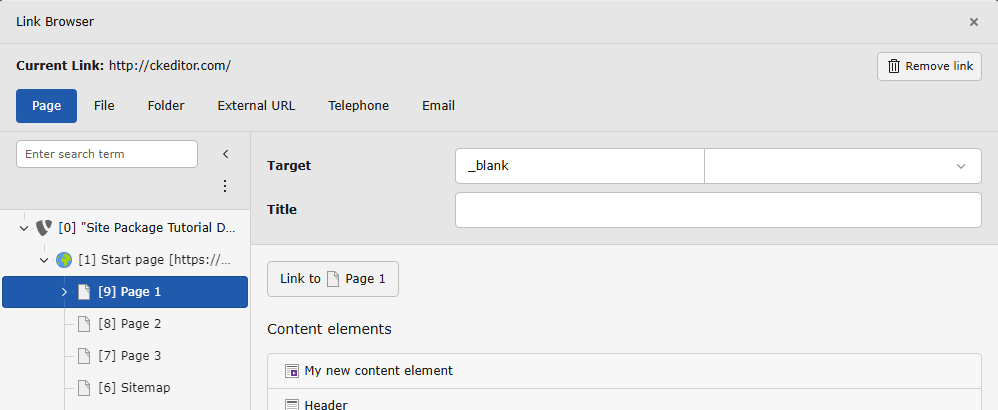 Link Browser
Current Link: http://ckeditor.com/
Remove link
Page File Folder External URL Telephone Email
Enter search term
Target _blank
Title
[0] "Site Package Tutorial D...
[1] Start page [https://...
[9] Page 1
[8] Page 2
[7] Page 3
[6] Sitemap
Link to Page 1
Content elements
My new content element
Header